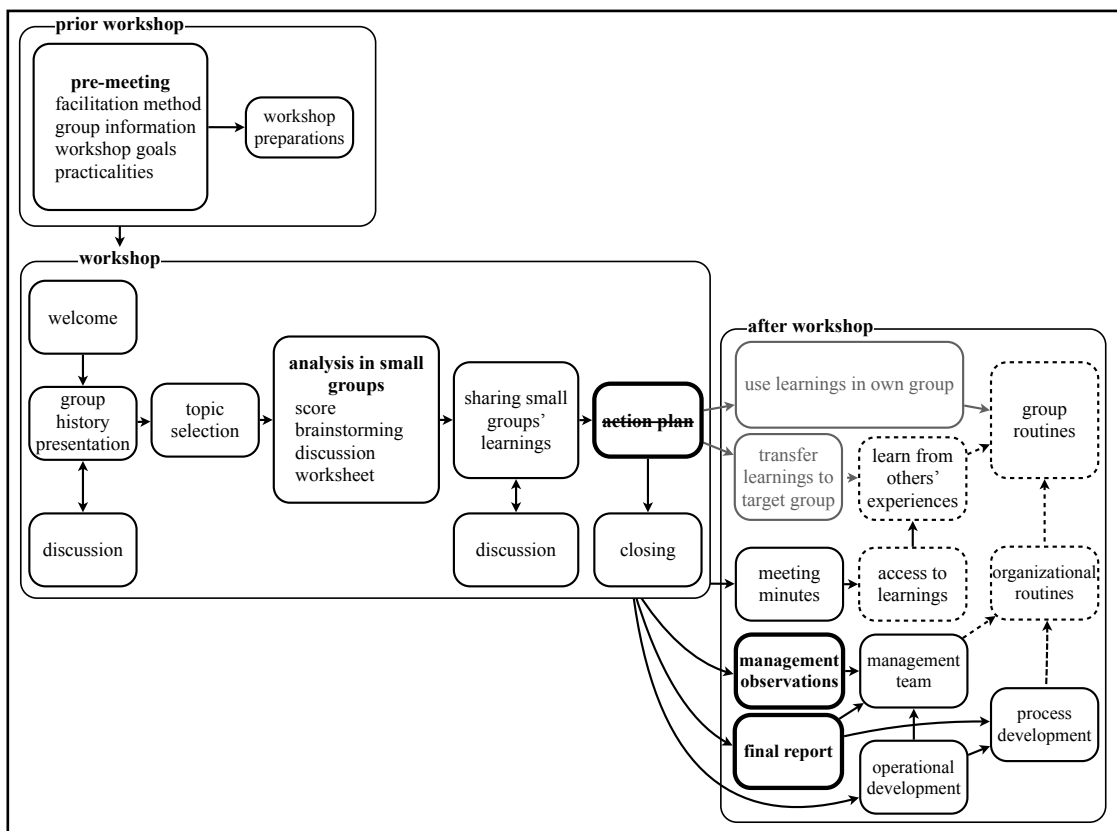 prior workshop
pre-meeting
facilitation method
group information
workshop goals
practicalities
workshop
preparations
workshop
welcome
group
history
presentation
discussion
topic
selection
analysis in small
groups
score
brainstorming
discussion
worksheet
sharing small
groups’
learnings
discussion
action plan
closing
after workshop
use learnings in own group
group
routines
transfer
learnings to
target group
learn from
others’
experiences
meeting
minutes
access to
learnings
organizational
routines
management
observations
management
team
final report
operational
development
process
development